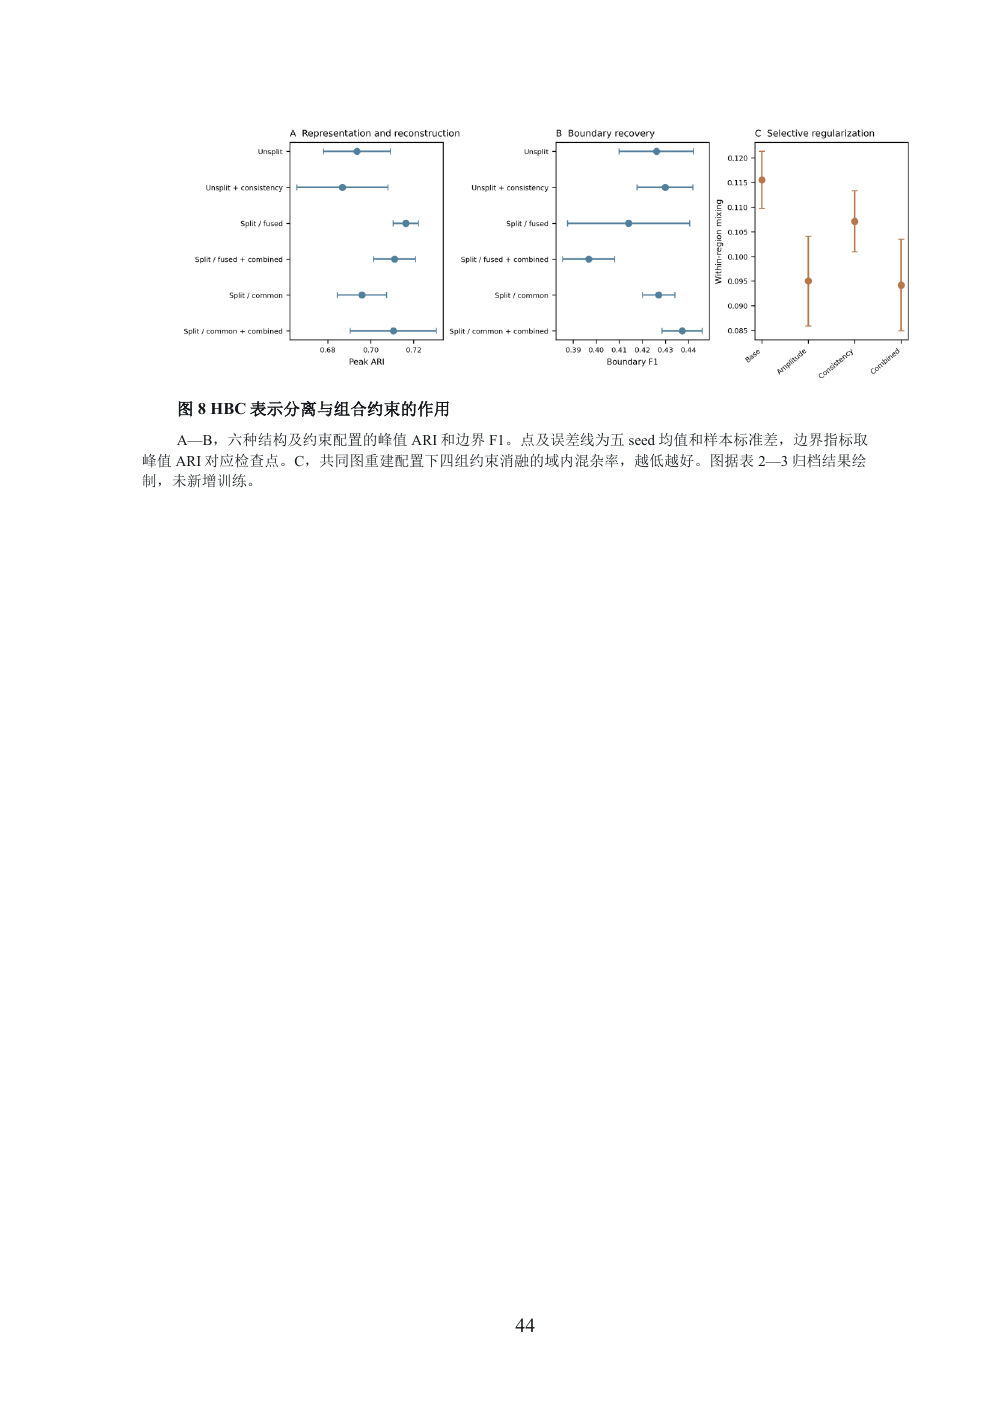 A Representation and reconstruction
Unsplit
Unsplit + consistency
Split / fused
Split / fused + combined
Split / common
Split / common + combined
0.68 0.70 0.72
Peak ARI
B Boundary recovery
Unsplit
Unsplit + consistency
Split / fused
Split / fused + combined
Split / common
Split / common + combined
0.39 0.40 0.41 0.42 0.43 0.44
Boundary F1
C Selective regularization
Within-region mixing
0.120
0.115
0.110
0.105
0.100
0.095
0.090
0.085
Base
Amplitude
Consistency
Combined
图 8 HBC 表示分离与组合约束的作用
A—B，六种结构及约束配置的峰值 ARI 和边界 F1。点及误差线为五 seed 均值和样本标准差，边界指标取
峰值 ARI 对应检查点。C，共同图重建配置下四组约束消融的域内混杂率，越低越好。图据表 2—3 归档结果绘
制，未新增训练。
44